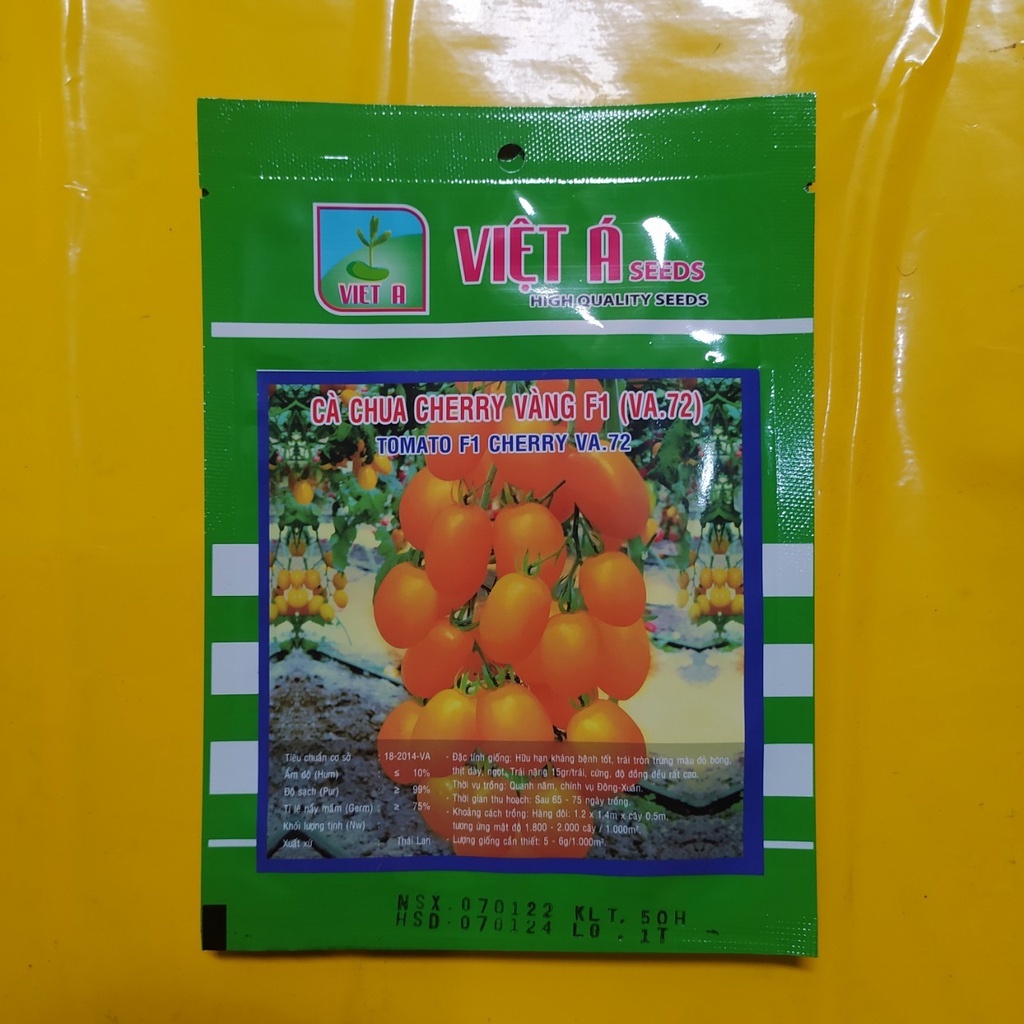 VIET A
VIỆT Á SEEDS
HIGH QUALITY SEEDS
CÀ CHUA CHERRY VÀNG F1 (VA.72)
TOMATO F1 CHERRY VA.72
Tiêu chuẩn cơ sở : 18-2014-VA
Ẩm độ (Hum) : ≤ 10%
Độ sạch (Pur) : ≥ 99%
Tỉ lệ nảy mầm (Germ) : ≥ 75%
Khối lượng tịnh (Nw) :
Xuất xứ : Thái Lan
- Đặc tính giống: Hữu hạn kháng bệnh tốt, trái tròn trứng màu đỏ bóng,
thịt dày, ngọt. Trái nặng 15gr/trái, cứng, độ đồng đều rất cao.
- Thời vụ trồng: Quanh năm, chính vụ Đông-Xuân.
- Thời gian thu hoạch: Sau 65 - 75 ngày trồng.
- Khoảng cách trồng: Hàng đôi: 1.2 x 1.4m x cây 0.5m,
tương ứng mật độ 1.800 - 2.000 cây / 1.000m².
- Lượng giống cần thiết: 5 - 6g/1.000m².
NSX.070122 KLT. 50H
HSD.070124 LO . 1T